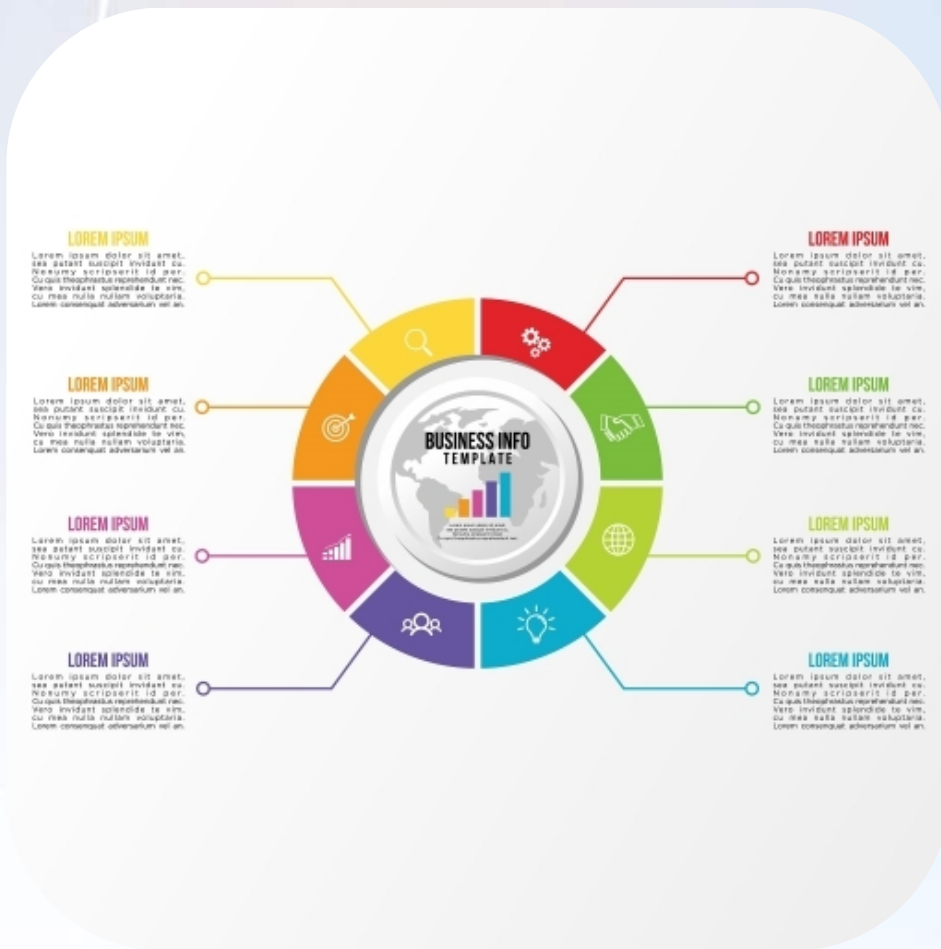 LOREM IPSUM
Lorem ipsum dolor sit amet,
sea putant suscipit invidunt cu.
Nonumy scripserit id per.
Cu quis theophrastus reprehendunt nec.
Vero invidunt splendide te vim,
cu mea nulla nullam voluptaria.
Lorem consequat adversarium vel an.
LOREM IPSUM
Lorem ipsum dolor sit amet,
sea putant suscipit invidunt cu.
Nonumy scripserit id per.
Cu quis theophrastus reprehendunt nec.
Vero invidunt splendide te vim,
cu mea nulla nullam voluptaria.
Lorem consequat adversarium vel an.
LOREM IPSUM
Lorem ipsum dolor sit amet,
sea putant suscipit invidunt cu.
Nonumy scripserit id per.
Cu quis theophrastus reprehendunt nec.
Vero invidunt splendide te vim,
cu mea nulla nullam voluptaria.
Lorem consequat adversarium vel an.
LOREM IPSUM
Lorem ipsum dolor sit amet,
sea putant suscipit invidunt cu.
Nonumy scripserit id per.
Cu quis theophrastus reprehendunt nec.
Vero invidunt splendide te vim,
cu mea nulla nullam voluptaria.
Lorem consequat adversarium vel an.
BUSINESS INFO
TEMPLATE
LOREM IPSUM
Lorem ipsum dolor sit amet,
sea putant suscipit invidunt cu.
Nonumy scripserit id per.
Cu quis theophrastus reprehendunt nec.
Vero invidunt splendide te vim,
cu mea nulla nullam voluptaria.
Lorem consequat adversarium vel an.
LOREM IPSUM
Lorem ipsum dolor sit amet,
sea putant suscipit invidunt cu.
Nonumy scripserit id per.
Cu quis theophrastus reprehendunt nec.
Vero invidunt splendide te vim,
cu mea nulla nullam voluptaria.
Lorem consequat adversarium vel an.
LOREM IPSUM
Lorem ipsum dolor sit amet,
sea putant suscipit invidunt cu.
Nonumy scripserit id per.
Cu quis theophrastus reprehendunt nec.
Vero invidunt splendide te vim,
cu mea nulla nullam voluptaria.
Lorem consequat adversarium vel an.
LOREM IPSUM
Lorem ipsum dolor sit amet,
sea putant suscipit invidunt cu.
Nonumy scripserit id per.
Cu quis theophrastus reprehendunt nec.
Vero invidunt splendide te vim,
cu mea nulla nullam voluptaria.
Lorem consequat adversarium vel an.